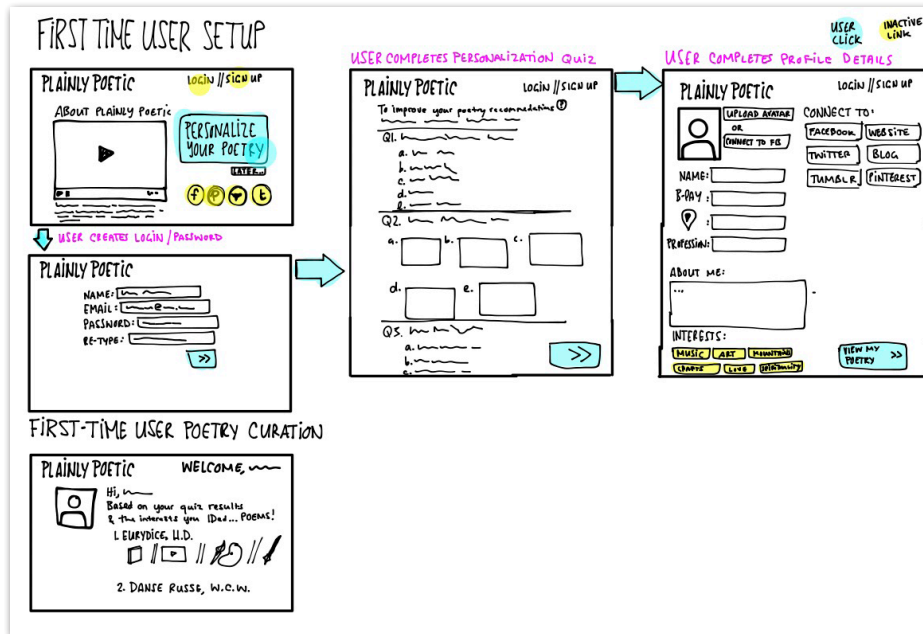 FIRST TIME USER SETUP
USER CLICK
INACTIVE LINK
PLAINLY POETIC
LOGIN // SIGN UP
ABOUT PLAINLY POETIC
PERSONALIZE YOUR POETRY
LATER...
f P t
USER CREATES LOGIN / PASSWORD
PLAINLY POETIC
NAME:
EMAIL: @
PASSWORD:
RE-TYPE:
>>
USER COMPLETES PERSONALIZATION QUIZ
PLAINLY POETIC
LOGIN // SIGN UP
To improve your poetry recommendations ?
Q1.
a.
b.
c.
d.
e.
Q2.
a. b. c.
d. e.
Q3.
a.
b.
c.
>>
USER COMPLETES PROFILE DETAILS
PLAINLY POETIC
LOGIN // SIGN UP
UPLOAD AVATAR
OR
CONNECT TO FB
CONNECT TO:
FACEBOOK WEBSITE
TWITTER BLOG
TUMBLR PINTEREST
NAME:
B-DAY:
:
PROFESSION:
ABOUT ME:
...
INTERESTS:
MUSIC ART MOUNTAINS
CRAFTS LOVE SPIRITUALITY
VIEW MY POETRY >>
FIRST-TIME USER POETRY CURATION
PLAINLY POETIC
WELCOME,
Hi,
Based on your quiz results
& the interests you IDed... POEMS!
1. EURYDICE, H.D.
// // //
2. DANSE RUSSE, W.C.W.